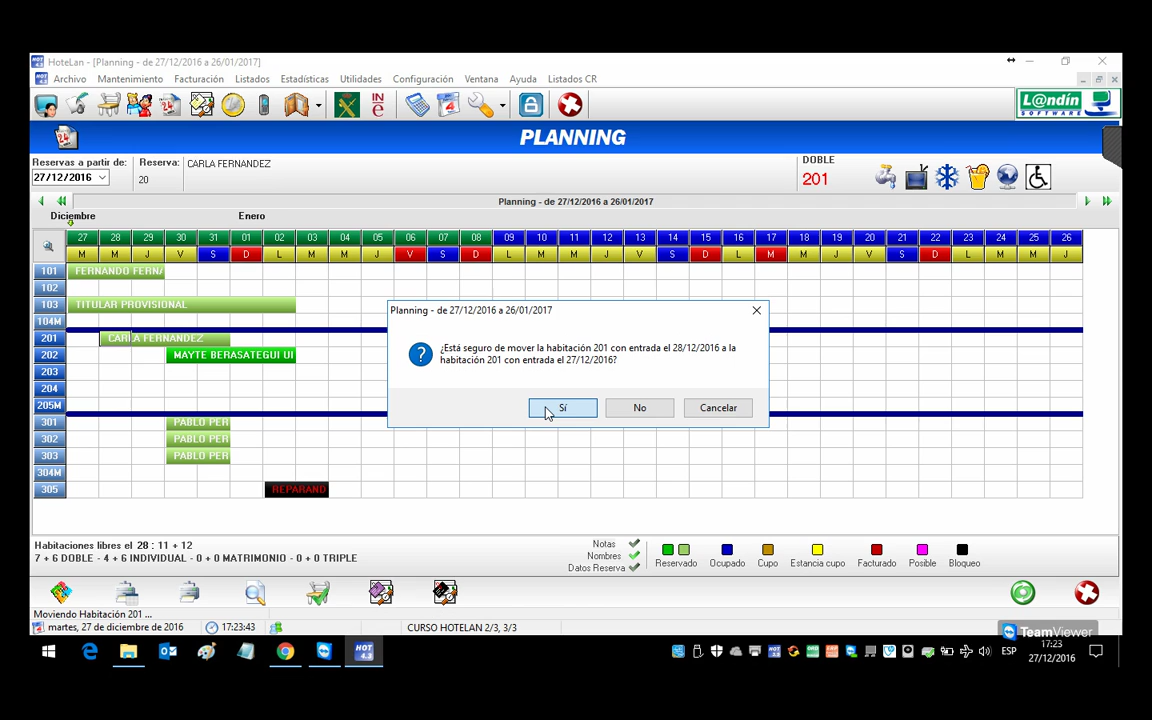 HoteLan - [Planning - de 27/12/2016 a 26/01/2017]
Archivo Mantenimiento Facturación Listados Estadísticas Utilidades Configuración Ventana Ayuda Listados CR
L@ndín
SOFTWARE
PLANNING
Reservas a partir de: Reserva: CARLA FERNANDEZ
27/12/2016 20
DOBLE
201
Planning - de 27/12/2016 a 26/01/2017
Diciembre Enero
27 28 29 30 31 01 02 03 04 05 06 07 08 09 10 11 12 13 14 15 16 17 18 19 20 21 22 23 24 25 26
M M J V S D L M M J V S D L M M J V S D L M M J V S D L M M J
101 FERNANDO FERNA
102
103 TITULAR PROVISIONAL
104M
201 CARLA FERNANDEZ
202 MAYTE BERASATEGUI UI
203
204
205M
301 PABLO PER
302 PABLO PER
303 PABLO PER
304M
305 REPARAND
Planning - de 27/12/2016 a 26/01/2017
¿Está seguro de mover la habitación 201 con entrada el 28/12/2016 a la
habitación 201 con entrada el 27/12/2016?
Sí No Cancelar
Habitaciones libres el 28 : 11 + 12
7 + 6 DOBLE - 4 + 6 INDIVIDUAL - 0 + 0 MATRIMONIO - 0 + 0 TRIPLE
Notas
Nombres
Datos Reserva
Reservado Ocupado Cupo Estancia cupo Facturado Posible Bloqueo
Moviendo Habitación 201 ...
martes, 27 de diciembre de 2016 17:23:43 CURSO HOTELAN 2/3, 3/3
TeamViewer
HOT 4.3
ESP
17:23
27/12/2016